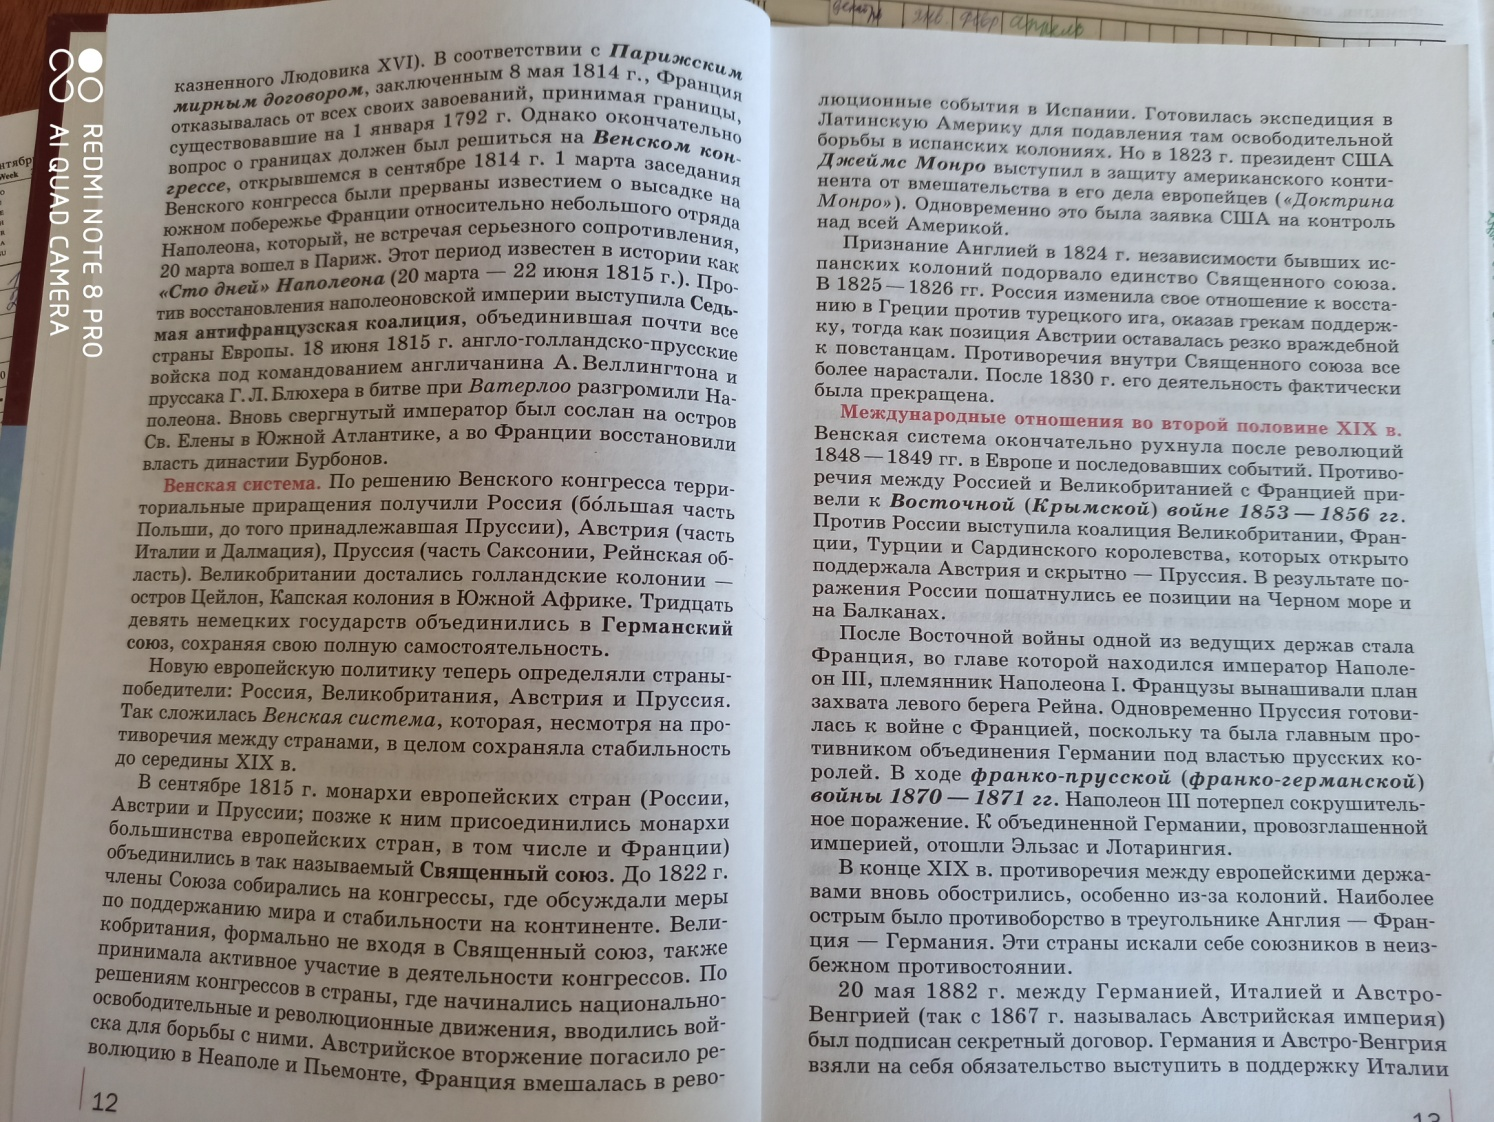 казненного Людовика XVI). В соответствии с Парижским
мирным договором, заключенным 8 мая 1814 г., Франция
отказывалась от всех своих завоеваний, принимая границы,
существовавшие на 1 января 1792 г. Однако окончательно
вопрос о границах должен был решиться на Венском кон-
грессе, открывшемся в сентябре 1814 г. 1 марта заседания
Венского конгресса были прерваны известием о высадке на
южном побережье Франции относительно небольшого отряда
Наполеона, который, не встречая серьезного сопротивления,
20 марта вошел в Париж. Этот период известен в истории как
«Сто дней» Наполеона (20 марта — 22 июня 1815 г.). Про-
тив восстановления наполеоновской империи выступила Седь-
мая антифранцузская коалиция, объединившая почти все
страны Европы. 18 июня 1815 г. англо-голландско-прусские
войска под командованием англичанина А. Веллингтона и
пруссака Г. Л. Блюхера в битве при Ватерлоо разгромили На-
полеона. Вновь свергнутый император был сослан на остров
Св. Елены в Южной Атлантике, а во Франции восстановили
власть династии Бурбонов.
Венская система. По решению Венского конгресса терри-
ториальные приращения получили Россия (бо́льшая часть
Польши, до того принадлежавшая Пруссии), Австрия (часть
Италии и Далмация), Пруссия (часть Саксонии, Рейнская об-
ласть). Великобритании достались голландские колонии —
остров Цейлон, Капская колония в Южной Африке. Тридцать
девять немецких государств объединились в Германский
союз, сохраняя свою полную самостоятельность.
Новую европейскую политику теперь определяли страны-
победители: Россия, Великобритания, Австрия и Пруссия.
Так сложилась Венская система, которая, несмотря на про-
тиворечия между странами, в целом сохраняла стабильность
до середины XIX в.
В сентябре 1815 г. монархи европейских стран (России,
Австрии и Пруссии; позже к ним присоединились монархи
большинства европейских стран, в том числе и Франции)
объединились в так называемый Священный союз. До 1822 г.
члены Союза собирались на конгрессы, где обсуждали меры
по поддержанию мира и стабильности на континенте. Вели-
кобритания, формально не входя в Священный союз, также
принимала активное участие в деятельности конгрессов. По
решениям конгрессов в страны, где начинались национально-
освободительные и революционные движения, вводились вой-
ска для борьбы с ними. Австрийское вторжение погасило ре-
волюцию в Неаполе и Пьемонте, Франция вмешалась в рево-
12
люционные события в Испании. Готовилась экспедиция в
Латинскую Америку для подавления там освободительной
борьбы в испанских колониях. Но в 1823 г. президент США
Джеймс Монро выступил в защиту американского конти-
нента от вмешательства в его дела европейцев («Доктрина
Монро»). Одновременно это была заявка США на контроль
над всей Америкой.
Признание Англией в 1824 г. независимости бывших ис-
панских колоний подорвало единство Священного союза.
В 1825—1826 гг. Россия изменила свое отношение к восста-
нию в Греции против турецкого ига, оказав грекам поддерж-
ку, тогда как позиция Австрии оставалась резко враждебной
к повстанцам. Противоречия внутри Священного союза все
более нарастали. После 1830 г. его деятельность фактически
была прекращена.
Международные отношения во второй половине XIX в.
Венская система окончательно рухнула после революций
1848—1849 гг. в Европе и последовавших событий. Противо-
речия между Россией и Великобританией с Францией при-
вели к Восточной (Крымской) войне 1853—1856 гг.
Против России выступила коалиция Великобритании, Фран-
ции, Турции и Сардинского королевства, которых открыто
поддержала Австрия и скрытно — Пруссия. В результате по-
ражения России пошатнулись ее позиции на Черном море и
на Балканах.
После Восточной войны одной из ведущих держав стала
Франция, во главе которой находился император Наполе-
он III, племянник Наполеона I. Французы вынашивали план
захвата левого берега Рейна. Одновременно Пруссия готови-
лась к войне с Францией, поскольку та была главным про-
тивником объединения Германии под властью прусских ко-
ролей. В ходе франко-прусской (франко-германской)
войны 1870—1871 гг. Наполеон III потерпел сокрушитель-
ное поражение. К объединенной Германии, провозглашенной
империей, отошли Эльзас и Лотарингия.
В конце XIX в. противоречия между европейскими держа-
вами вновь обострились, особенно из-за колоний. Наиболее
острым было противоборство в треугольнике Англия — Фран-
ция — Германия. Эти страны искали себе союзников в неиз-
бежном противостоянии.
20 мая 1882 г. между Германией, Италией и Австро-
Венгрией (так с 1867 г. называлась Австрийская империя)
был подписан секретный договор. Германия и Австро-Венгрия
взяли на себя обязательство выступить в поддержку Италии
13
REDMI NOTE 8 PRO
AI QUAD CAMERA